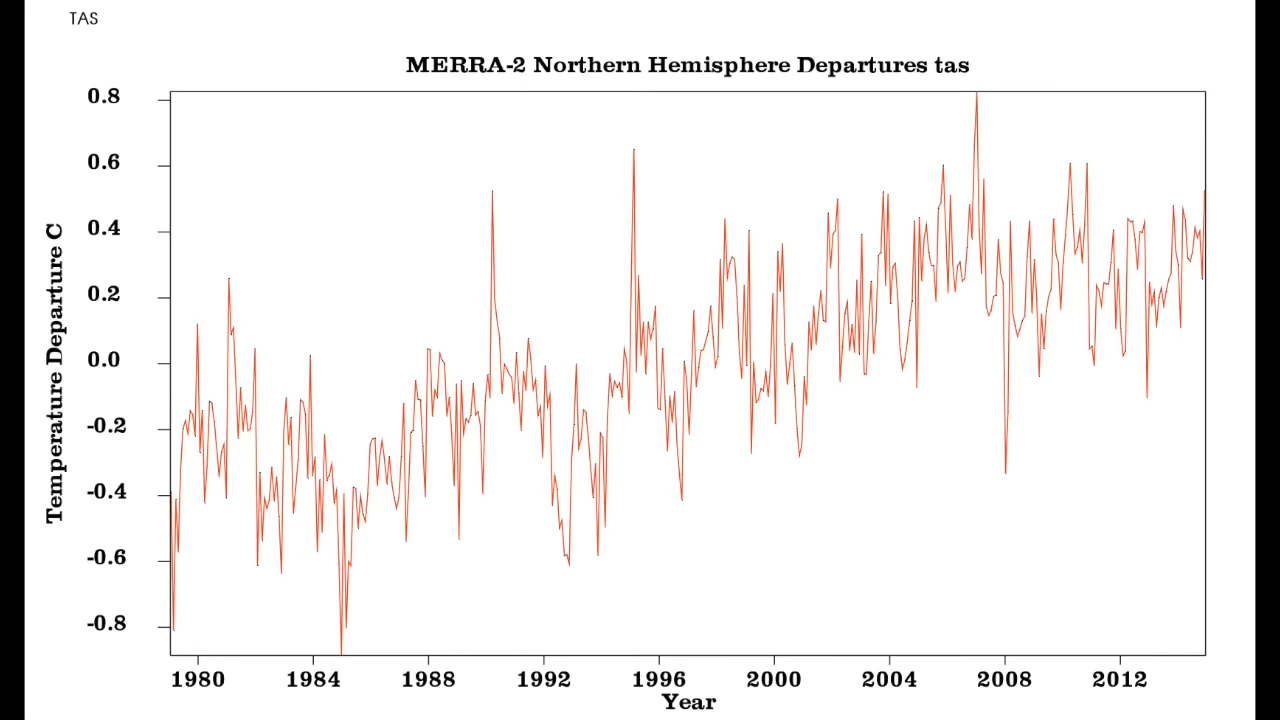 TAS
MERRA-2 Northern Hemisphere Departures tas
0.8
0.6
0.4
0.2
0.0
-0.2
-0.4
-0.6
-0.8
Temperature Departure C
1980 1984 1988 1992 1996 2000 2004 2008 2012
Year